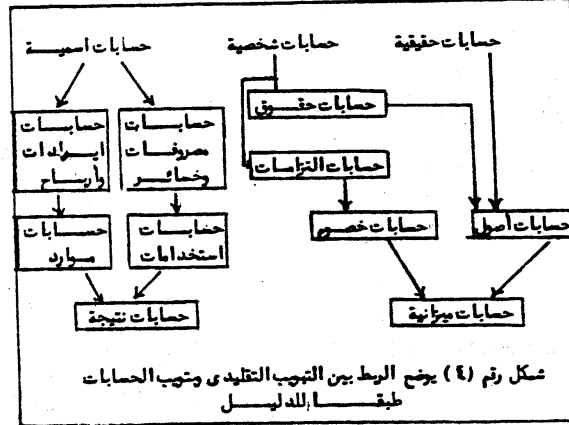 حسابات حقيقية
حسابات شخصية
حسابات اسمية
حسابات حقوق
حسابات
مصروفات
وخسائر
حسابات
ايرادات
وأرباح
حسابات التزامات
حسابات أصول
حسابات خصوم
حسابات
استخدامات
حسابات
موارد
حسابات ميزانية
حسابات نتيجة
شكل رقم (٤) يوضح الربط بين التبويب التقليدى وتبويب الحسابات
طبقا للدليل